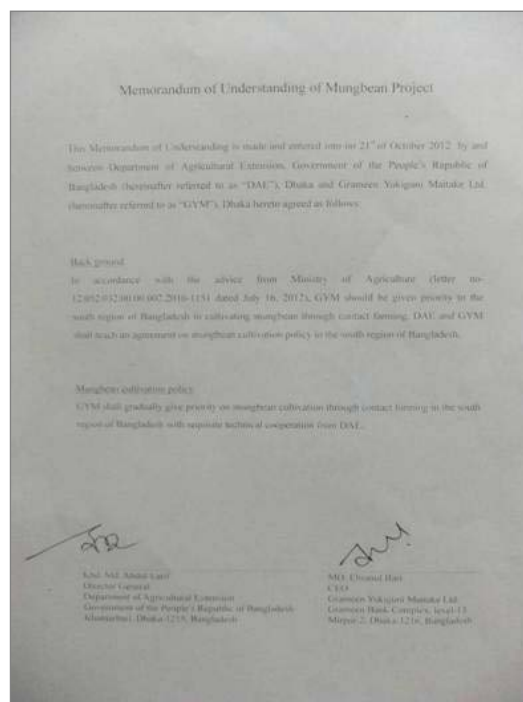 Memorandum of Understanding of Mungbean Project
This Memorandum of Understanding is made and entered into on 21st of October 2012 by and
between Department of Agricultural Extension, Government of the People's Republic of
Bangladesh (hereinafter referred to as "DAE"), Dhaka and Grameen Yukiguni Maitake Ltd.
(hereinafter referred to as "GYM"), Dhaka hereto agreed as follows:
Back ground
In accordance with the advice from Ministry of Agriculture (letter no-
dated July 16, 2012), GYM should be given priority to the
south region of Bangladesh in cultivating mungbean through contact farming, DAE and GYM
shall reach an agreement on mungbean cultivation policy in the south region of Bangladesh.
Mungbean cultivation policy
GYM shall gradually give priority on mungbean cultivation through contact farming in the south
region of Bangladesh with requisite technical cooperation from DAE.
Md. Abdul Latif
Director General
Department of Agricultural Extension
Government of the People's Republic of Bangladesh
Khamarbari, Dhaka-1215, Bangladesh
MD.
CEO
Grameen Yukiguni Maitake Ltd.
Grameen Bank Complex, level-13
Mirpur-2, Dhaka-1216, Bangladesh